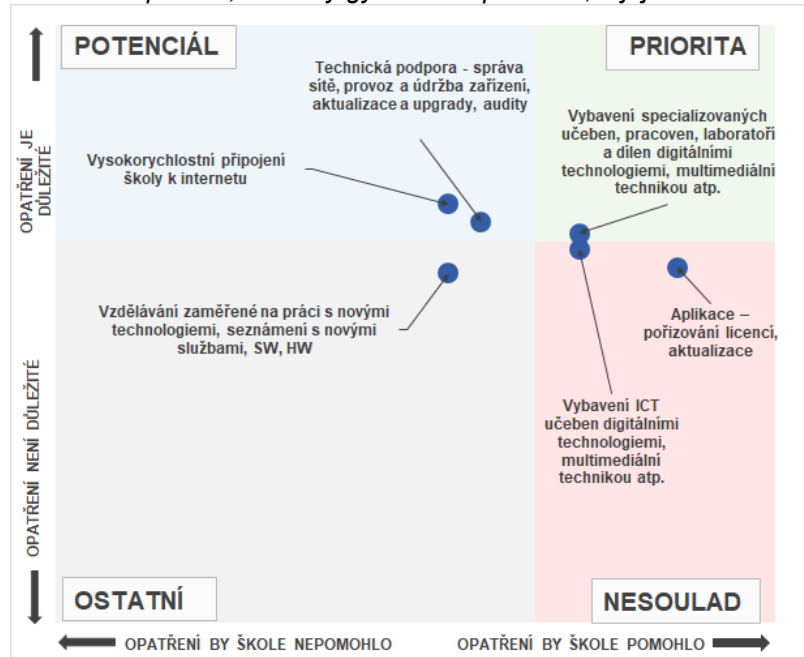 POTENCIÁL
PRIORITA
Technická podpora - správa
sítě, provoz a údržba zařízení,
aktualizace a upgrady, audity
Vysokorychlostní připojení
školy k internetu
Vybavení specializovaných
učeben, pracoven, laboratoří
a dílen digitálními
technologiemi, multimediální
technikou atp.
OPATŘENÍ JE
DŮLEŽITÉ
Vzdělávání zaměřené na práci s novými
technologiemi, seznámení s novými
službami, SW, HW
Aplikace –
pořizování licencí,
aktualizace
Vybavení ICT
učeben digitálními
technologiemi,
multimediální
technikou atp.
OPATŘENÍ NENÍ DŮLEŽITÉ
OSTATNÍ
NESOULAD
OPATŘENÍ BY ŠKOLE NEPOMOHLO
OPATŘENÍ BY ŠKOLE POMOHLO